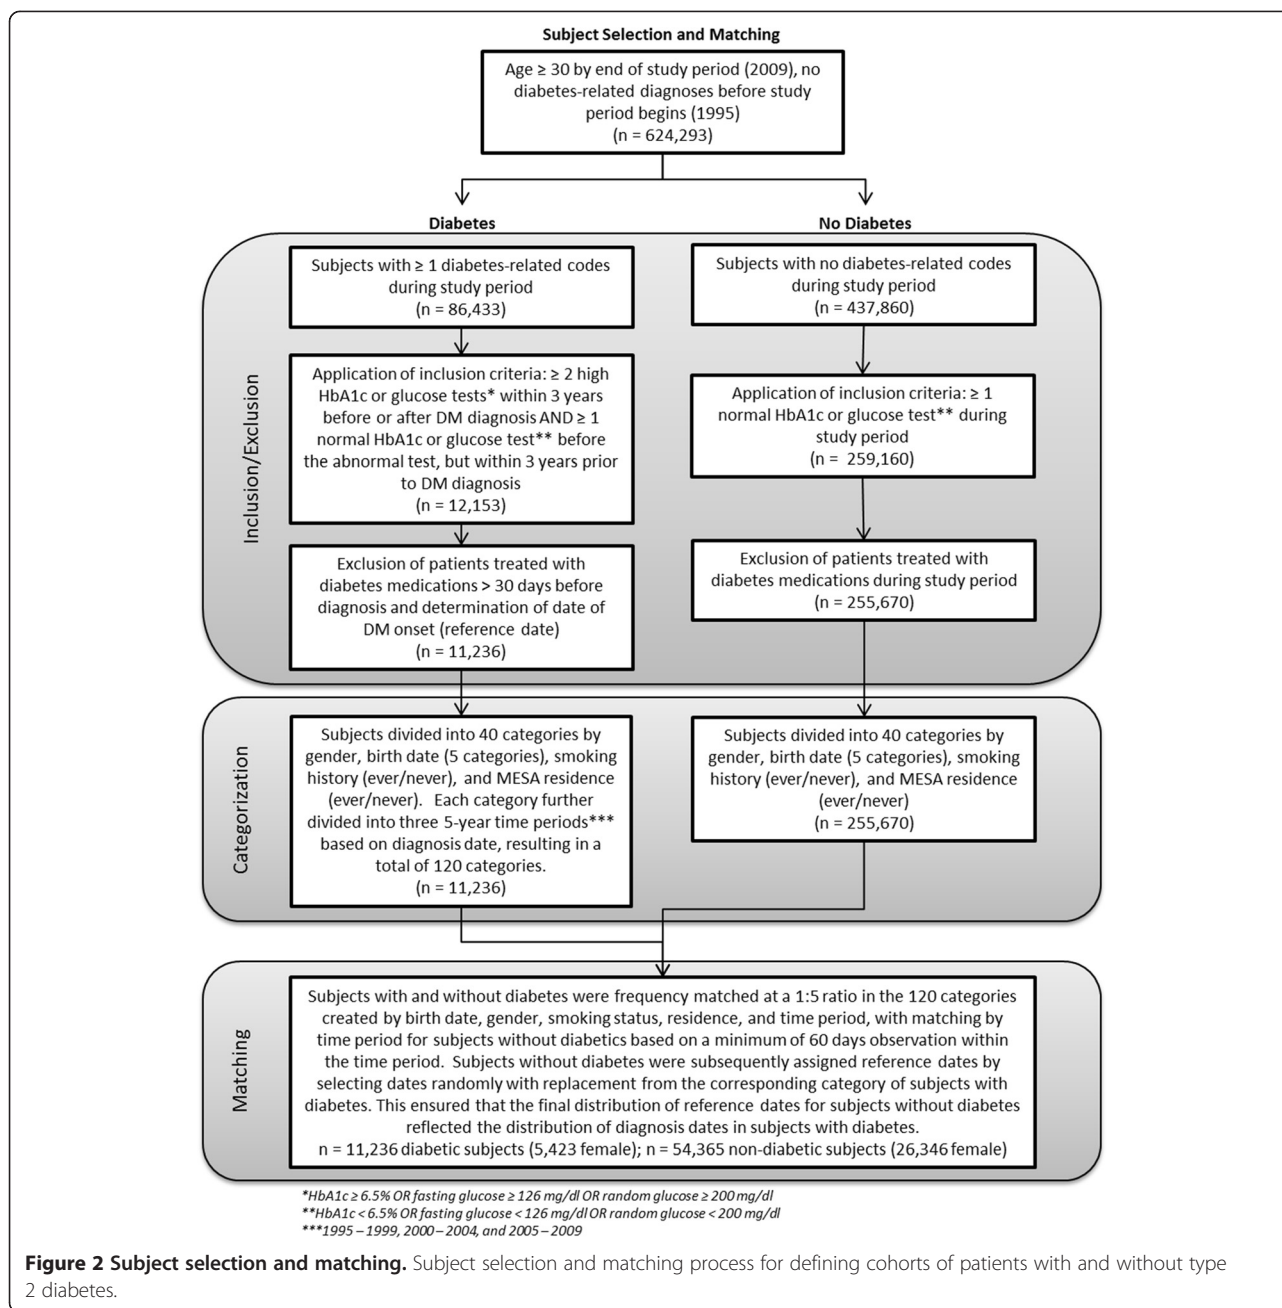 Subject Selection and Matching
Age ≥ 30 by end of study period (2009), no
diabetes-related diagnoses before study
period begins (1995)
(n = 624,293)
Diabetes
No Diabetes
Inclusion/Exclusion
Subjects with ≥ 1 diabetes-related codes
during study period
(n = 86,433)
Subjects with no diabetes-related codes
during study period
(n = 437,860)
Application of inclusion criteria: ≥ 2 high
HbA1c or glucose tests* within 3 years
before or after DM diagnosis AND ≥ 1
normal HbA1c or glucose test** before
the abnormal test, but within 3 years prior
to DM diagnosis
(n = 12,153)
Application of inclusion criteria: ≥ 1
normal HbA1c or glucose test** during
study period
(n = 259,160)
Exclusion of patients treated with
diabetes medications > 30 days before
diagnosis and determination of date of
DM onset (reference date)
(n = 11,236)
Exclusion of patients treated with
diabetes medications during study period
(n = 255,670)
Categorization
Subjects divided into 40 categories by
gender, birth date (5 categories), smoking
history (ever/never), and MESA residence
(ever/never). Each category further
divided into three 5-year time periods***
based on diagnosis date, resulting in a
total of 120 categories.
(n = 11,236)
Subjects divided into 40 categories by
gender, birth date (5 categories), smoking
history (ever/never), and MESA residence
(ever/never)
(n = 255,670)
Matching
Subjects with and without diabetes were frequency matched at a 1:5 ratio in the 120 categories
created by birth date, gender, smoking status, residence, and time period, with matching by
time period for subjects without diabetics based on a minimum of 60 days observation within
the time period. Subjects without diabetes were subsequently assigned reference dates by
selecting dates randomly with replacement from the corresponding category of subjects with
diabetes. This ensured that the final distribution of reference dates for subjects without diabetes
reflected the distribution of diagnosis dates in subjects with diabetes.
n = 11,236 diabetic subjects (5,423 female); n = 54,365 non-diabetic subjects (26,346 female)
*HbA1c ≥ 6.5% OR fasting glucose ≥ 126 mg/dl OR random glucose ≥ 200 mg/dl
**HbA1c < 6.5% OR fasting glucose < 126 mg/dl OR random glucose < 200 mg/dl
***1995 – 1999, 2000 – 2004, and 2005 – 2009
Figure 2 Subject selection and matching. Subject selection and matching process for defining cohorts of patients with and without type
2 diabetes.